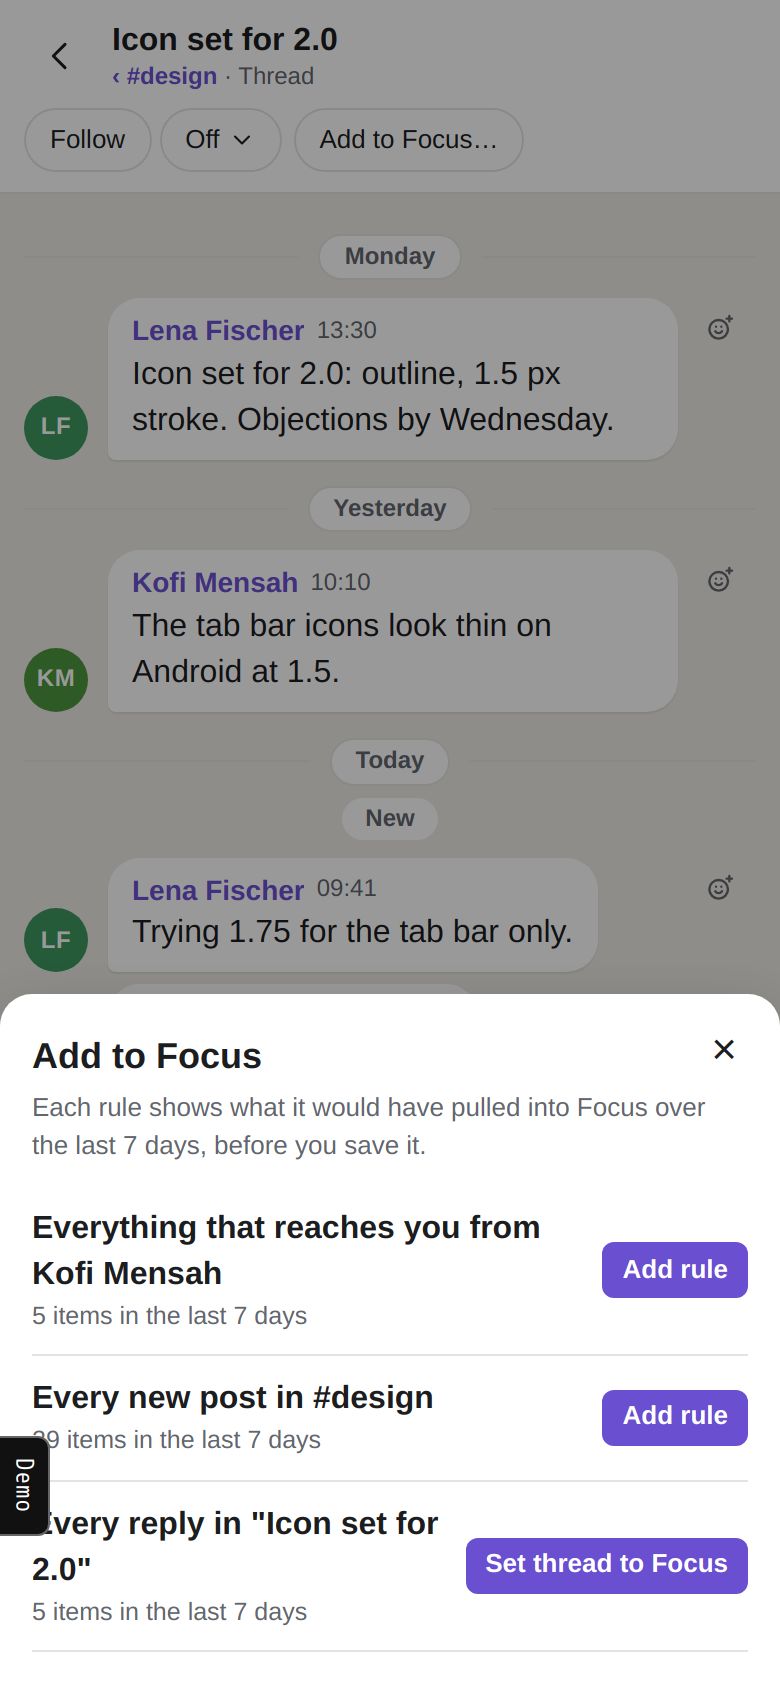 Icon set for 2.0
‹ #design · Thread
Follow
Off
Add to Focus…
Monday
Lena Fischer 13:30
Icon set for 2.0: outline, 1.5 px
stroke. Objections by Wednesday.
LF
Yesterday
Kofi Mensah 10:10
The tab bar icons look thin on
Android at 1.5.
KM
Today
New
Lena Fischer 09:41
Trying 1.75 for the tab bar only.
LF
Add to Focus
Each rule shows what it would have pulled into Focus over
the last 7 days, before you save it.
Everything that reaches you from
Kofi Mensah
5 items in the last 7 days
Add rule
Every new post in #design
items in the last 7 days
Add rule
Demo
Every reply in "Icon set for
2.0"
5 items in the last 7 days
Set thread to Focus